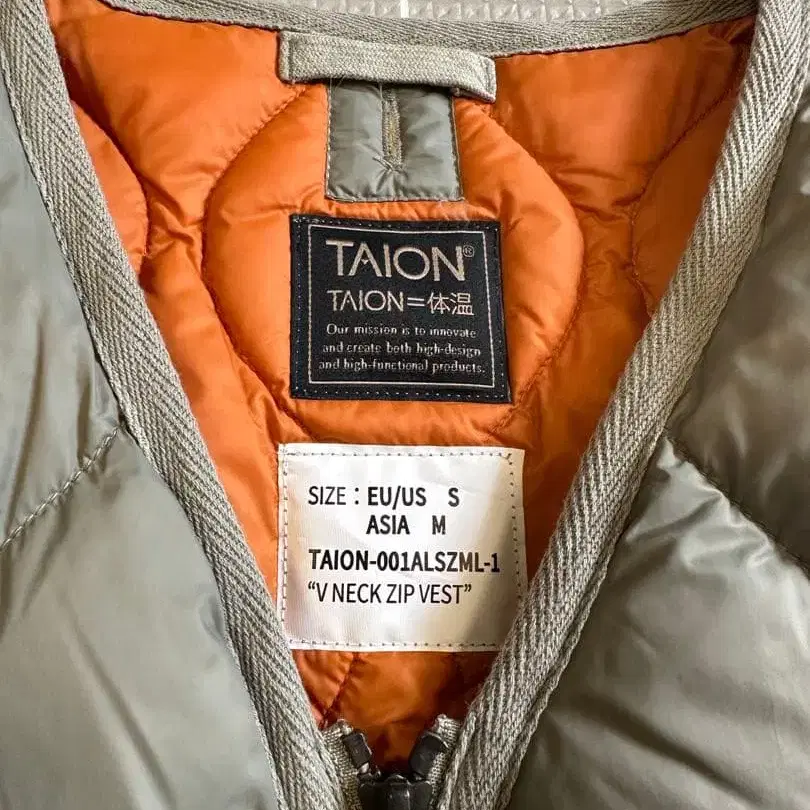 TAION®
TAION=体温
Our mission is to innovate
and create both high-design
and high-functional products.
SIZE : EU/US S
ASIA M
TAION-001ALSZML-1
“V NECK ZIP VEST”